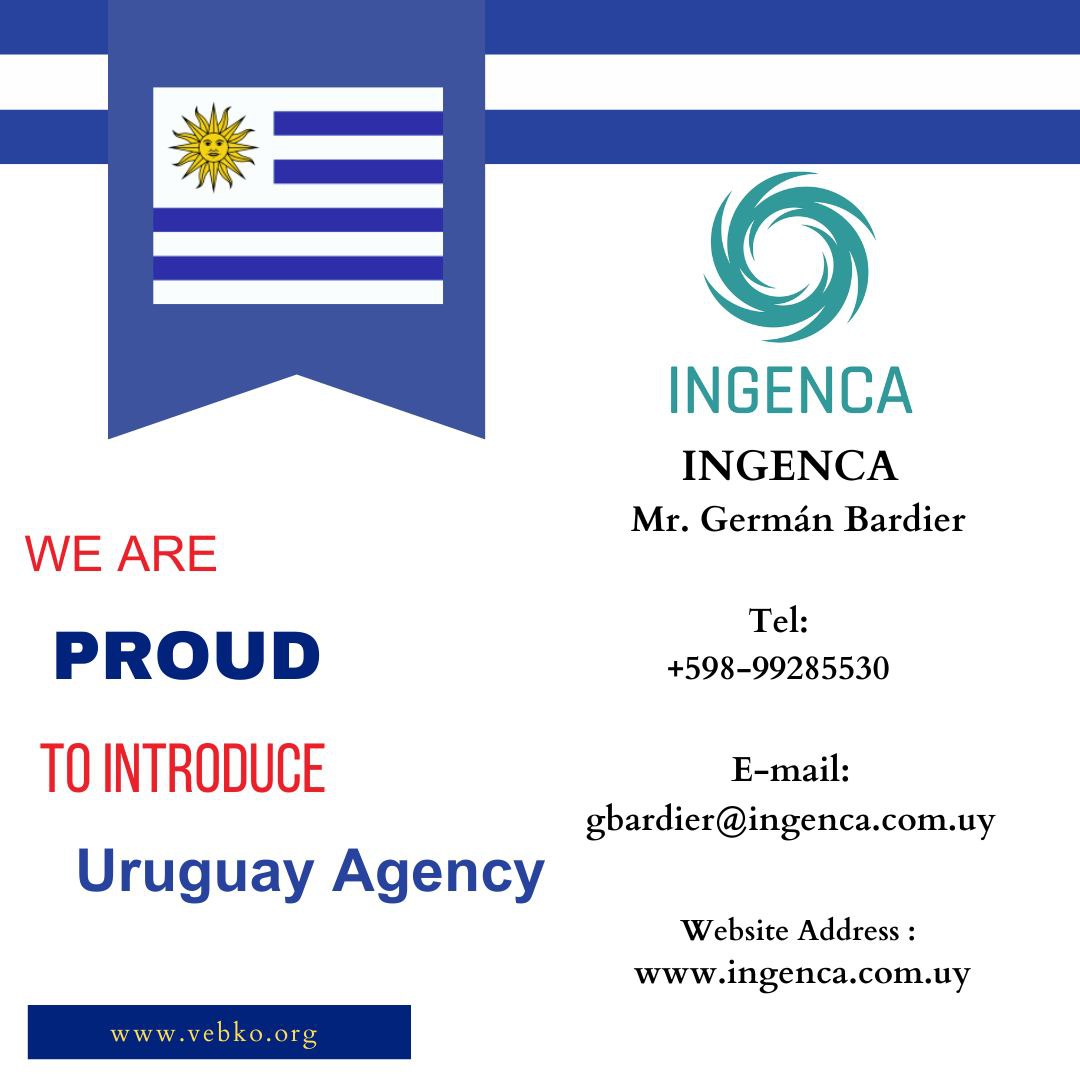 WE ARE
PROUD
TO INTRODUCE
Uruguay Agency
www.vebko.org
INGENCA
INGENCA
Mr. Germán Bardier
Tel:
+598-99285530
E-mail:
gbardier@ingenca.com.uy
Website Address :
www.ingenca.com.uy